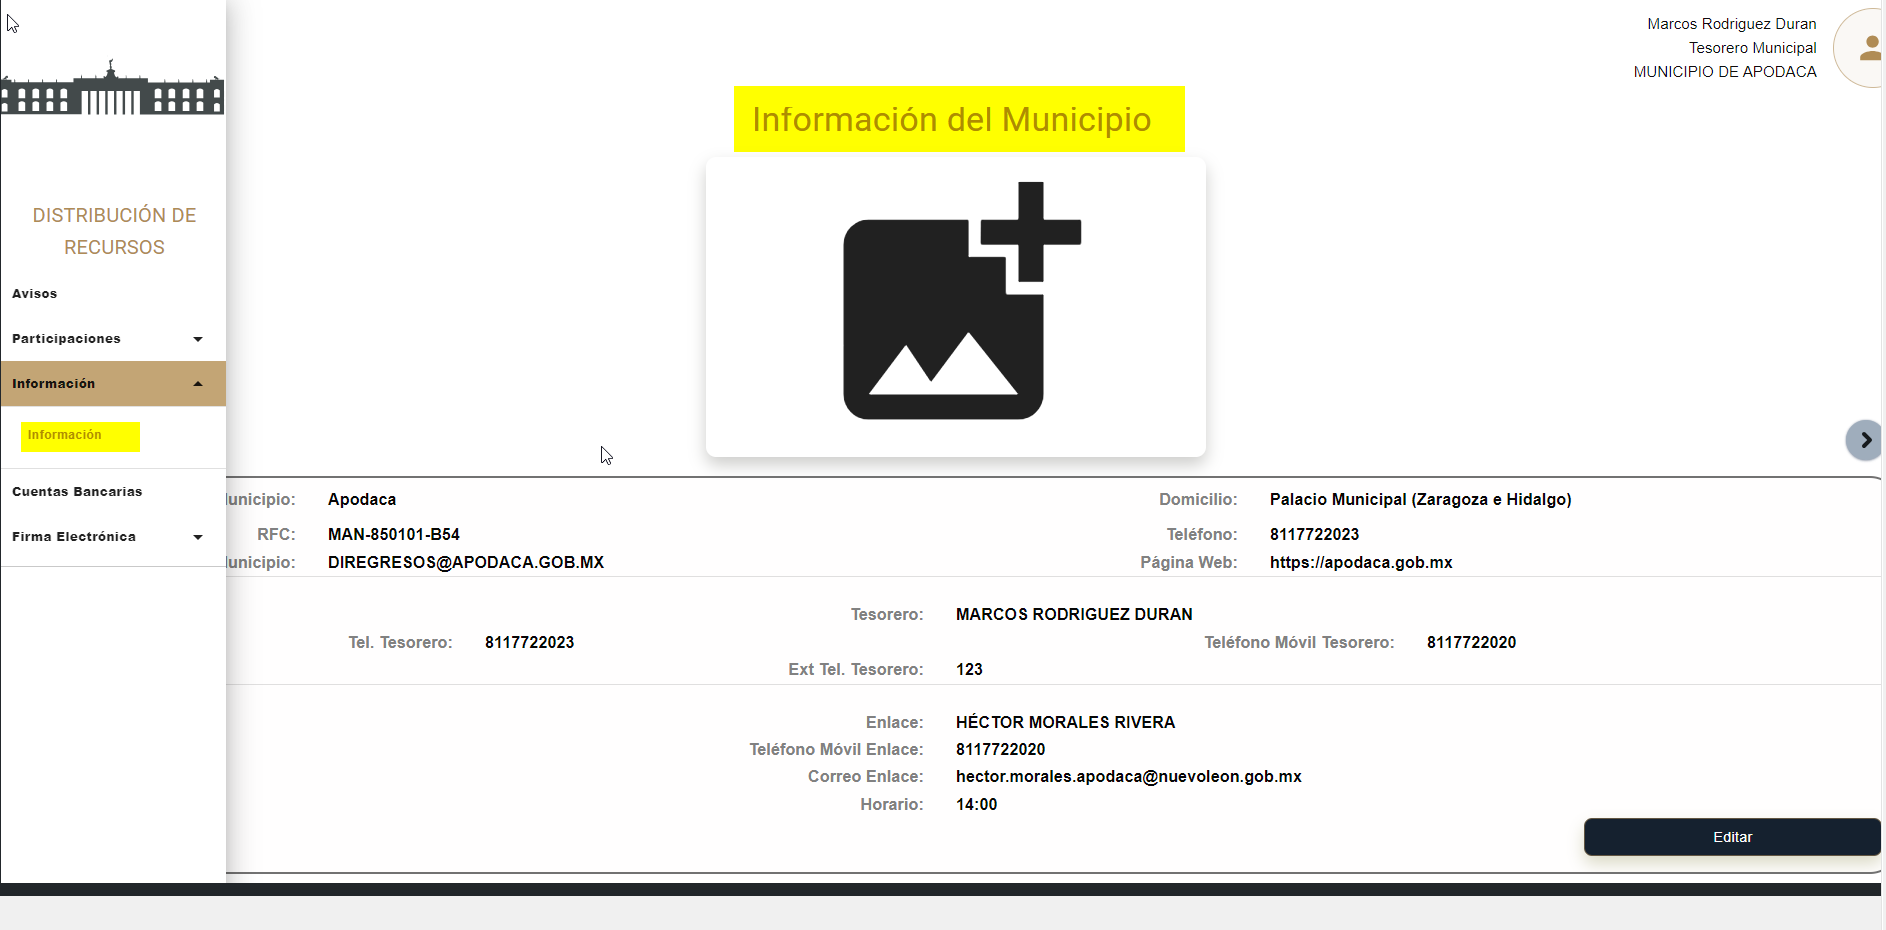 Marcos Rodriguez Duran
Tesorero Municipal
MUNICIPIO DE APODACA
Información del Municipio
DISTRIBUCIÓN DE
RECURSOS
Avisos
Participaciones
Información
Información
Cuentas Bancarias
Firma Electrónica
unicipio: Apodaca Domicilio: Palacio Municipal (Zaragoza e Hidalgo)
RFC: MAN-850101-B54 Teléfono: 8117722023
unicipio: DIREGRESOS@APODACA.GOB.MX Página Web: https://apodaca.gob.mx
Tesorero: MARCOS RODRIGUEZ DURAN
Tel. Tesorero: 8117722023 Teléfono Móvil Tesorero: 8117722020
Ext Tel. Tesorero: 123
Enlace: HÉCTOR MORALES RIVERA
Teléfono Móvil Enlace: 8117722020
Correo Enlace: hector.morales.apodaca@nuevoleon.gob.mx
Horario: 14:00
Editar